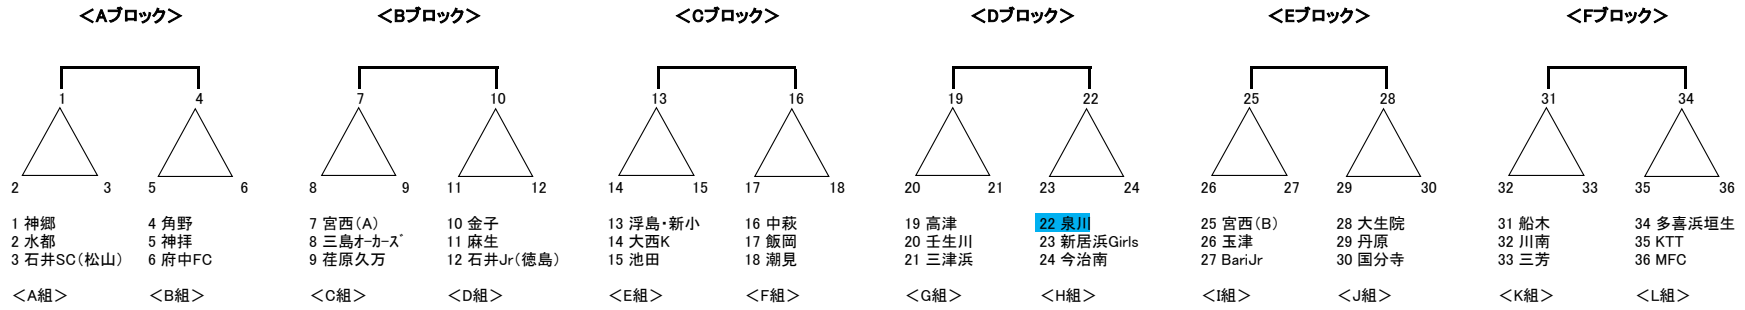 ＜Aブロック＞ ＜Bブロック＞ ＜Cブロック＞ ＜Dブロック＞ ＜Eブロック＞ ＜Fブロック＞
1 4 7 10 13 16 19 22 25 28 31 34
2 3 5 6 8 9 11 12 14 15 17 18 20 21 23 24 26 27 29 30 32 33 35 36
1 神郷 4 角野 7 宮西（A） 10 金子 13 浮島・新小 16 中萩 19 高津 22 泉川 25 宮西（B） 28 大生院 31 船木 34 多喜浜垣生
2 水都 5 神拝 8 三島ｵｰｶｰｽﾞ 11 麻生 14 大西K 17 飯岡 20 壬生川 23 新居浜Girls 26 玉津 29 丹原 32 川南 35 KTT
3 石井SC（松山） 6 府中FC 9 荏原久万 12 石井Jr（徳島） 15 池田 18 潮見 21 三津浜 24 今治南 27 BariJr 30 国分寺 33 三芳 36 MFC
＜A組＞ ＜B組＞ ＜C組＞ ＜D組＞ ＜E組＞ ＜F組＞ ＜G組＞ ＜H組＞ ＜I組＞ ＜J組＞ ＜K組＞ ＜L組＞